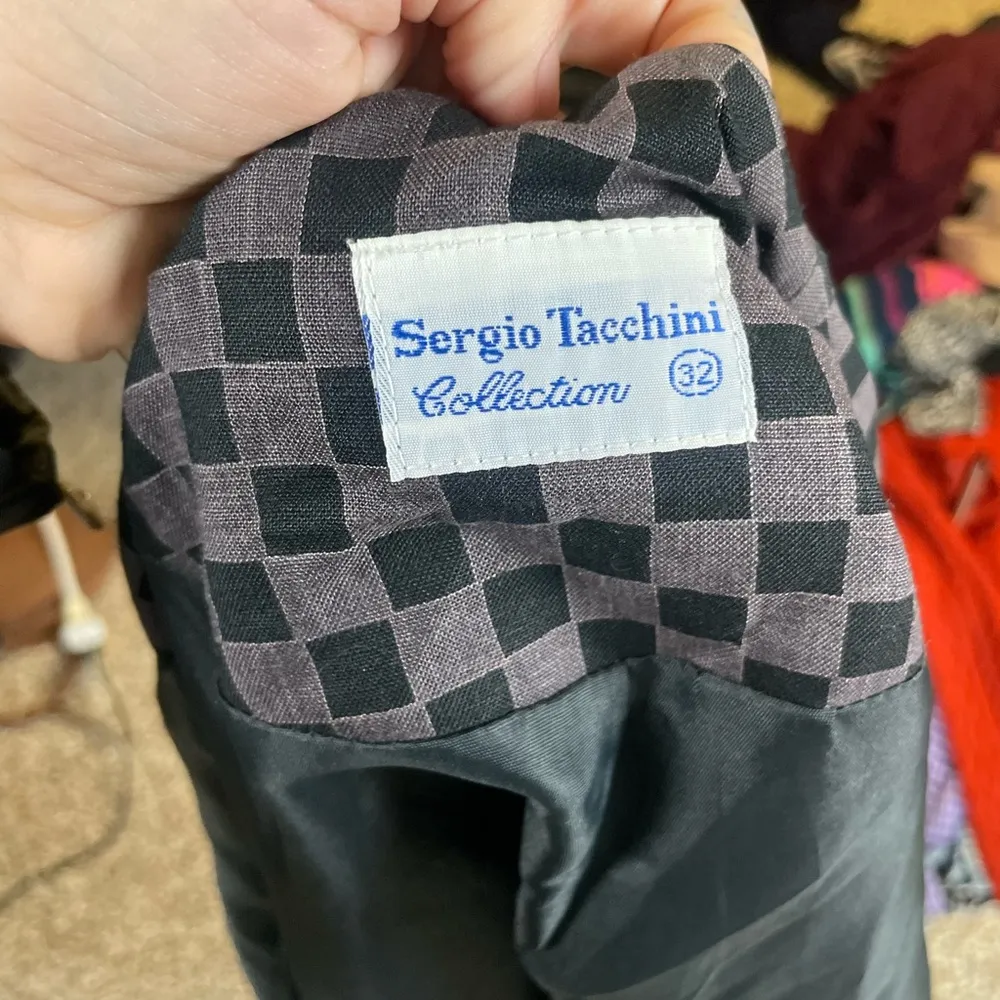 Sergio Tacchini
Collection 32